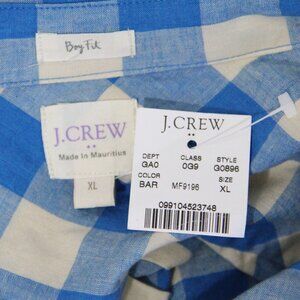 Boy Fit
J.CREW
Made In Mauritius
XL
J.CREW
DEPT CLASS STYLE
GA0 0G9 G0896
COLOR SIZE
BAR MF9196 XL
099104523748